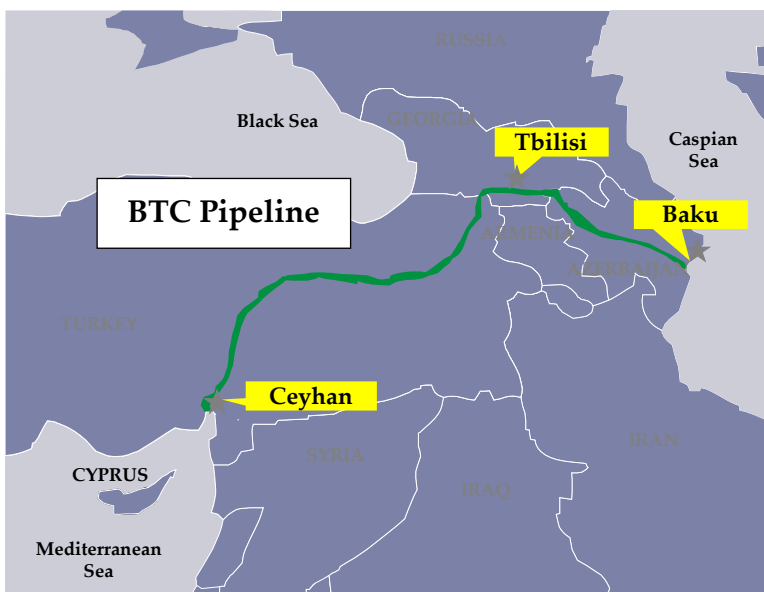 RUSSIA
Black Sea
GEORGIA
Caspian
Sea
Tbilisi
BTC Pipeline
Baku
ARMENIA
AZERBAIJAN
TURKEY
Ceyhan
IRAN
SYRIA
CYPRUS
IRAQ
Mediterranean
Sea